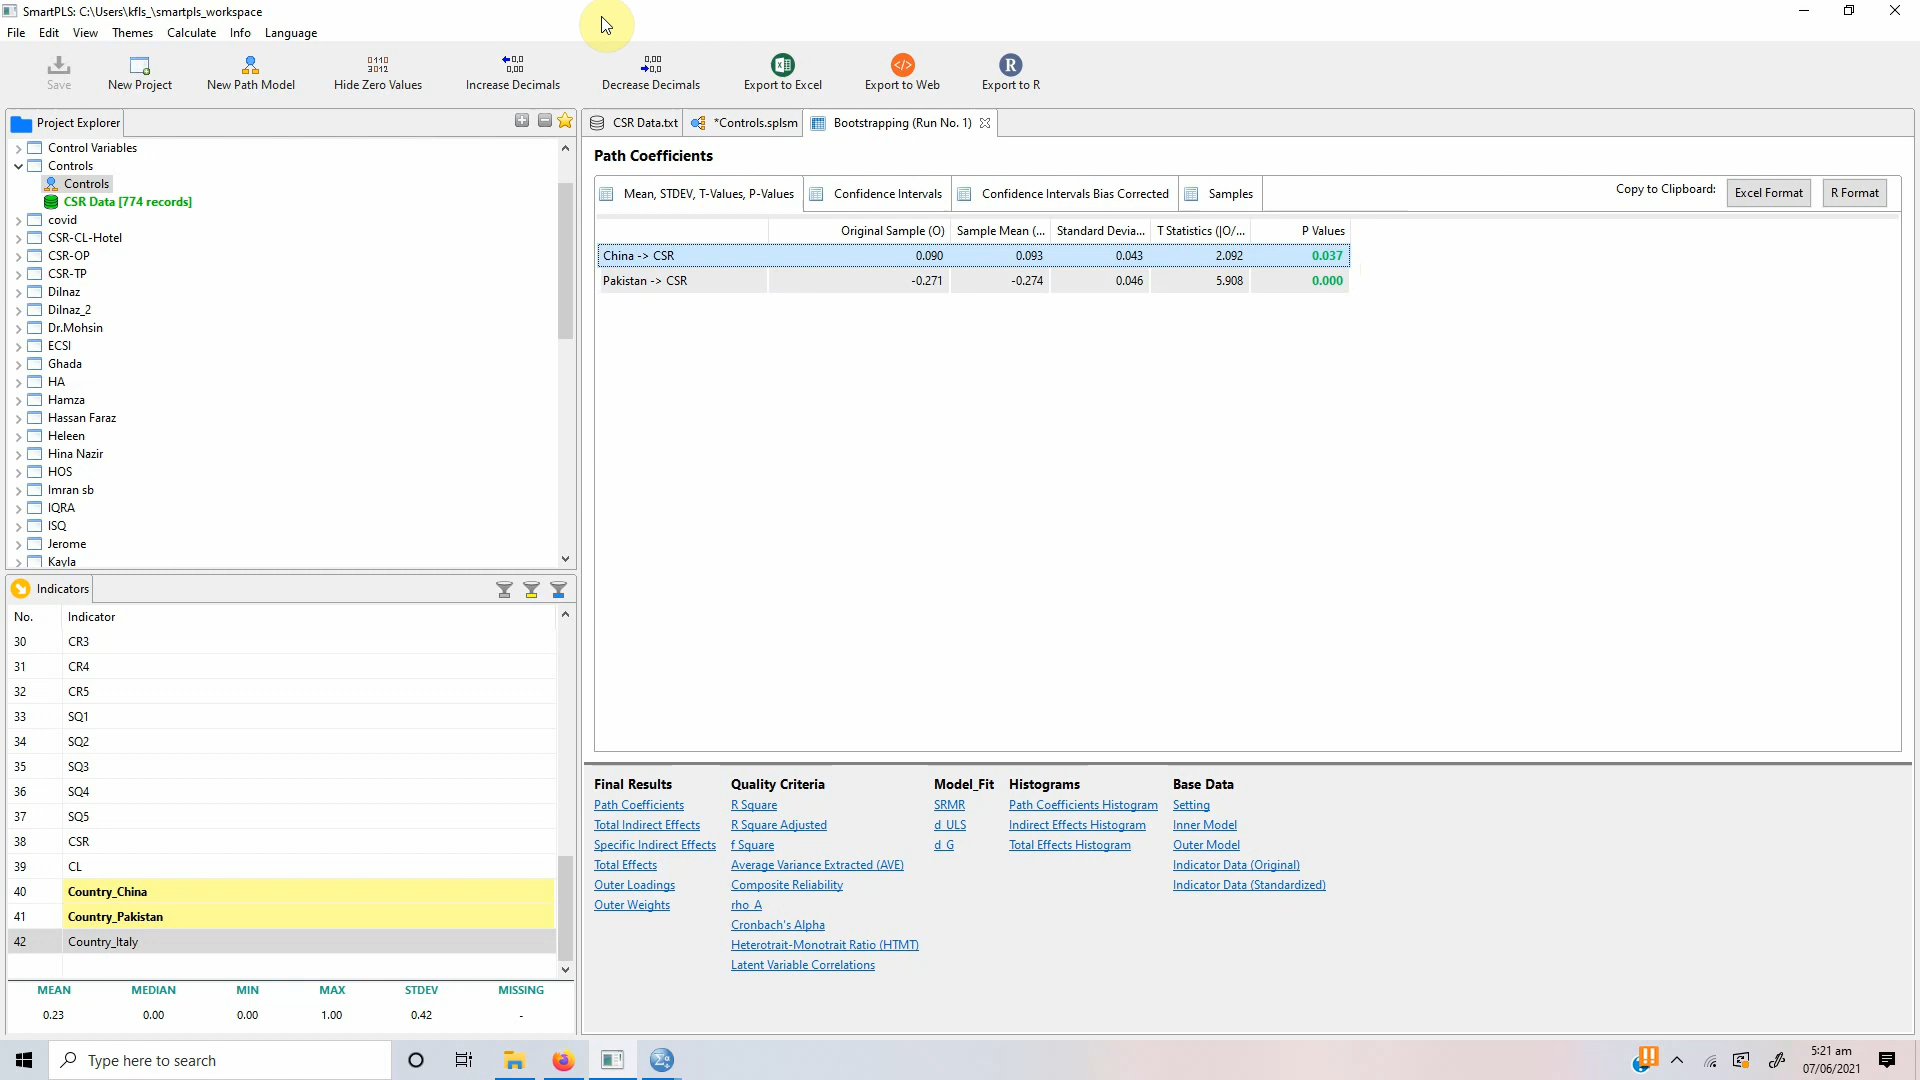 SmartPLS: C:\Users\kfls_\smartpls_workspace
File Edit View Themes Calculate Info Language
Save
New Project
New Path Model
Hide Zero Values
Increase Decimals
Decrease Decimals
Export to Excel
Export to Web
Export to R
Project Explorer
Control Variables
Controls
Controls
CSR Data [774 records]
covid
CSR-CL-Hotel
CSR-OP
CSR-TP
Dilnaz
Dilnaz_2
Dr.Mohsin
ECSI
Ghada
HA
Hamza
Hassan Faraz
Heleen
Hina Nazir
HOS
Imran sb
IQRA
ISQ
Jerome
Kayla
Indicators
No. Indicator
30 CR3
31 CR4
32 CR5
33 SQ1
34 SQ2
35 SQ3
36 SQ4
37 SQ5
38 CSR
39 CL
40 Country_China
41 Country_Pakistan
42 Country_Italy
MEAN MEDIAN MIN MAX STDEV MISSING
0.23 0.00 0.00 1.00 0.42 -
CSR Data.txt *Controls.splsm Bootstrapping (Run No. 1)
Path Coefficients
Mean, STDEV, T-Values, P-Values Confidence Intervals Confidence Intervals Bias Corrected Samples Copy to Clipboard: Excel Format R Format
Original Sample (O) Sample Mean (... Standard Devia... T Statistics (|O/... P Values
China -> CSR 0.090 0.093 0.043 2.092 0.037
Pakistan -> CSR -0.271 -0.274 0.046 5.908 0.000
Final Results
Path Coefficients
Total Indirect Effects
Specific Indirect Effects
Total Effects
Outer Loadings
Outer Weights
Quality Criteria
R Square
R Square Adjusted
f Square
Average Variance Extracted (AVE)
Composite Reliability
rho_A
Cronbach's Alpha
Heterotrait-Monotrait Ratio (HTMT)
Latent Variable Correlations
Model_Fit
SRMR
d_ULS
d_G
Histograms
Path Coefficients Histogram
Indirect Effects Histogram
Total Effects Histogram
Base Data
Setting
Inner Model
Outer Model
Indicator Data (Original)
Indicator Data (Standardized)
Type here to search
5:21 am
07/06/2021